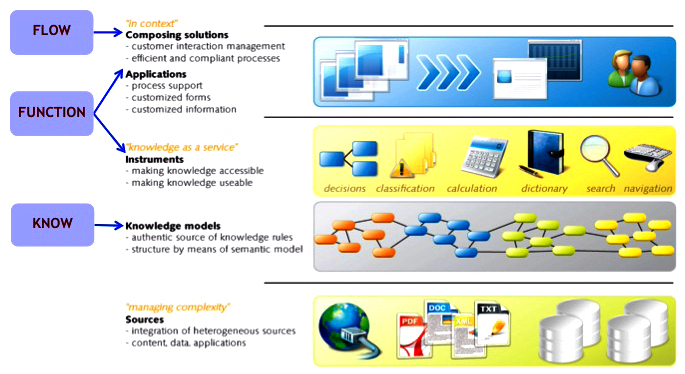 FLOW
"in context"
Composing solutions
- customer interaction management
- efficient and compliant processes
Applications
- process support
- customized forms
- customized information
FUNCTION
"knowledge as a service"
Instruments
- making knowledge accessible
- making knowledge useable
decisions classification calculation dictionary search navigation
KNOW
Knowledge models
- authentic source of knowledge rules
- structure by means of semantic model
"managing complexity"
Sources
- integration of heterogeneous sources
- content, data, applications
PDF DOC XML TXT